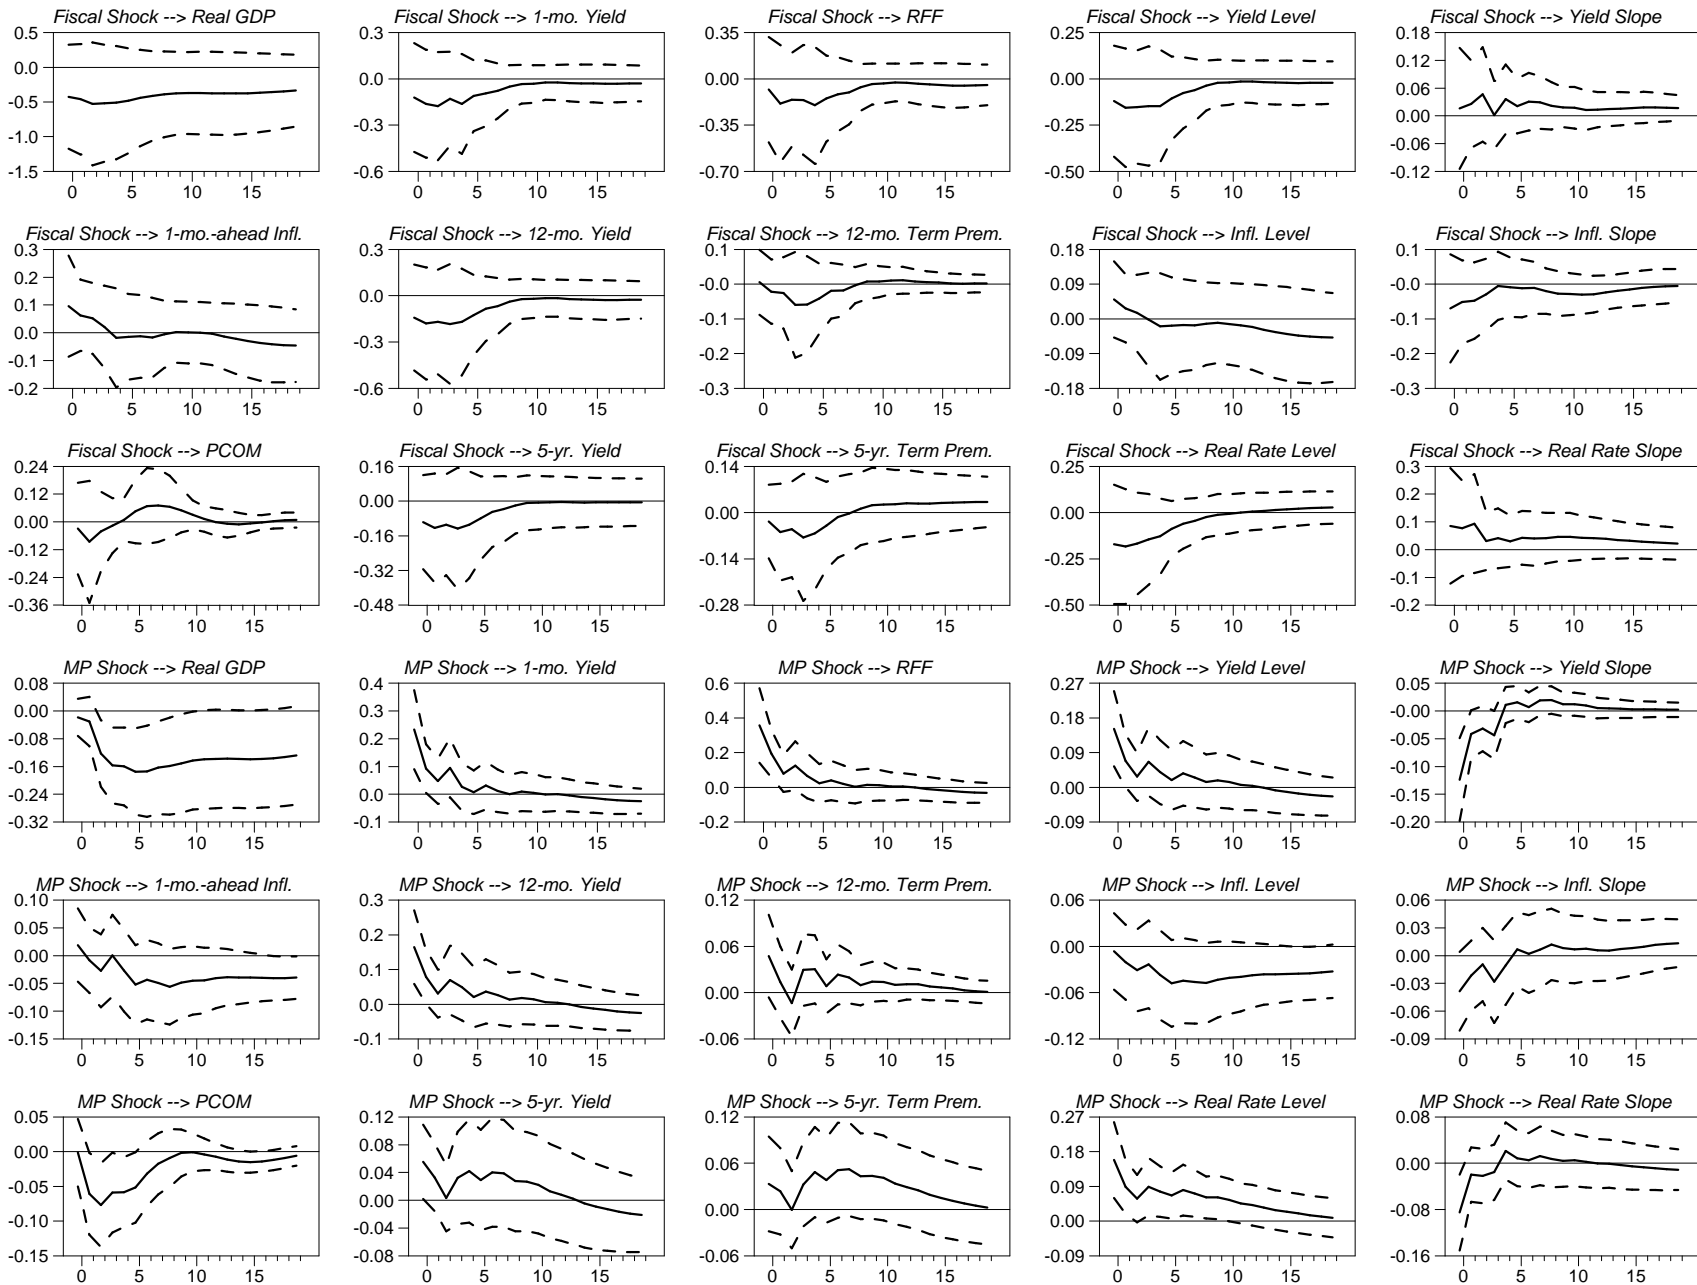 Fiscal Shock --> Real GDP
0.5
0.0
-0.5
-1.0
-1.5
0 5 10 15
Fiscal Shock --> 1-mo. Yield
0.3
0.0
-0.3
-0.6
0 5 10 15
Fiscal Shock --> RFF
0.35
0.00
-0.35
-0.70
0 5 10 15
Fiscal Shock --> Yield Level
0.25
0.00
-0.25
-0.50
0 5 10 15
Fiscal Shock --> Yield Slope
0.18
0.12
0.06
0.00
-0.06
-0.12
0 5 10 15
Fiscal Shock --> 1-mo.-ahead Infl.
0.3
0.2
0.1
0.0
-0.1
-0.2
0 5 10 15
Fiscal Shock --> 12-mo. Yield
0.3
0.0
-0.3
-0.6
0 5 10 15
Fiscal Shock --> 12-mo. Term Prem.
0.1
-0.0
-0.1
-0.2
-0.3
0 5 10 15
Fiscal Shock --> Infl. Level
0.18
0.09
0.00
-0.09
-0.18
0 5 10 15
Fiscal Shock --> Infl. Slope
0.1
-0.0
-0.1
-0.2
-0.3
0 5 10 15
Fiscal Shock --> PCOM
0.24
0.12
0.00
-0.12
-0.24
-0.36
0 5 10 15
Fiscal Shock --> 5-yr. Yield
0.16
0.00
-0.16
-0.32
-0.48
0 5 10 15
Fiscal Shock --> 5-yr. Term Prem.
0.14
0.00
-0.14
-0.28
0 5 10 15
Fiscal Shock --> Real Rate Level
0.25
0.00
-0.25
-0.50
0 5 10 15
Fiscal Shock --> Real Rate Slope
0.3
0.2
0.1
0.0
-0.1
-0.2
0 5 10 15
MP Shock --> Real GDP
0.08
-0.00
-0.08
-0.16
-0.24
-0.32
0 5 10 15
MP Shock --> 1-mo. Yield
0.4
0.3
0.2
0.1
0.0
-0.1
0 5 10 15
MP Shock --> RFF
0.6
0.4
0.2
0.0
-0.2
0 5 10 15
MP Shock --> Yield Level
0.27
0.18
0.09
0.00
-0.09
0 5 10 15
MP Shock --> Yield Slope
0.05
-0.00
-0.05
-0.10
-0.15
-0.20
0 5 10 15
MP Shock --> 1-mo.-ahead Infl.
0.10
0.05
0.00
-0.05
-0.10
-0.15
0 5 10 15
MP Shock --> 12-mo. Yield
0.3
0.2
0.1
0.0
-0.1
0 5 10 15
MP Shock --> 12-mo. Term Prem.
0.12
0.06
0.00
-0.06
0 5 10 15
MP Shock --> Infl. Level
0.06
-0.00
-0.06
-0.12
0 5 10 15
MP Shock --> Infl. Slope
0.06
0.03
0.00
-0.03
-0.06
-0.09
0 5 10 15
MP Shock --> PCOM
0.05
-0.00
-0.05
-0.10
-0.15
0 5 10 15
MP Shock --> 5-yr. Yield
0.12
0.08
0.04
0.00
-0.04
-0.08
0 5 10 15
MP Shock --> 5-yr. Term Prem.
0.12
0.06
0.00
-0.06
0 5 10 15
MP Shock --> Real Rate Level
0.27
0.18
0.09
0.00
-0.09
0 5 10 15
MP Shock --> Real Rate Slope
0.08
-0.00
-0.08
-0.16
0 5 10 15